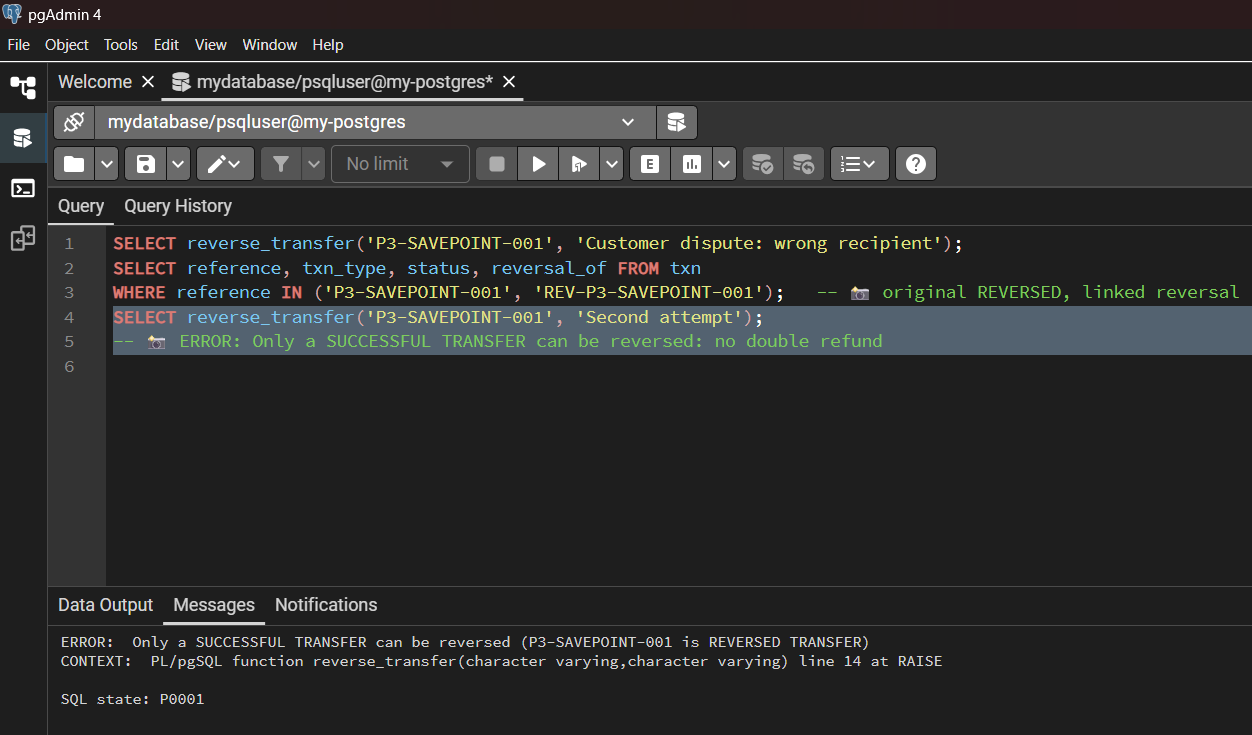 pgAdmin 4
File Object Tools Edit View Window Help
Welcome mydatabase/psqluser@my-postgres*
mydatabase/psqluser@my-postgres
No limit E
Query Query History
1 SELECT reverse_transfer('P3-SAVEPOINT-001', 'Customer dispute: wrong recipient');
2 SELECT reference, txn_type, status, reversal_of FROM txn
3 WHERE reference IN ('P3-SAVEPOINT-001', 'REV-P3-SAVEPOINT-001'); -- 📸 original REVERSED, linked reversal
4 SELECT reverse_transfer('P3-SAVEPOINT-001', 'Second attempt');
5 -- 📸 ERROR: Only a SUCCESSFUL TRANSFER can be reversed: no double refund
6
Data Output Messages Notifications
ERROR: Only a SUCCESSFUL TRANSFER can be reversed (P3-SAVEPOINT-001 is REVERSED TRANSFER)
CONTEXT: PL/pgSQL function reverse_transfer(character varying,character varying) line 14 at RAISE
SQL state: P0001